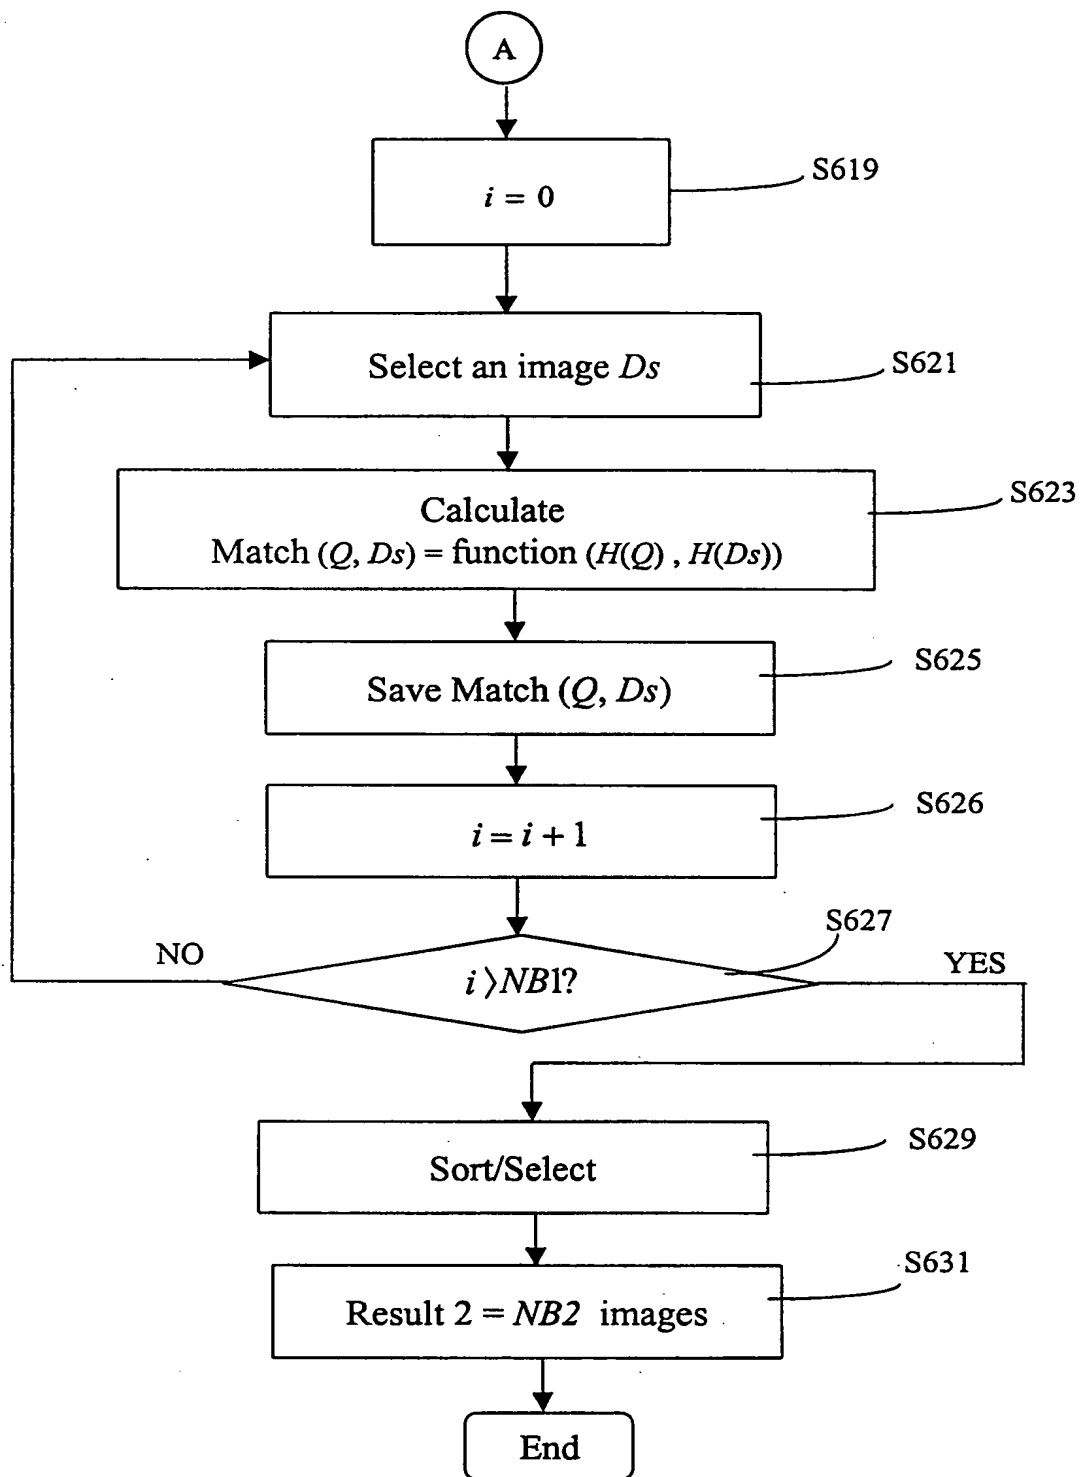 A
i = 0
S619
Select an image Ds
S621
Calculate
Match (Q, Ds) = function (H(Q) , H(Ds))
S623
Save Match (Q, Ds)
S625
i = i + 1
S626
S627
NO
i 〉NB1?
YES
Sort/Select
S629
Result 2 = NB2 images
S631
End